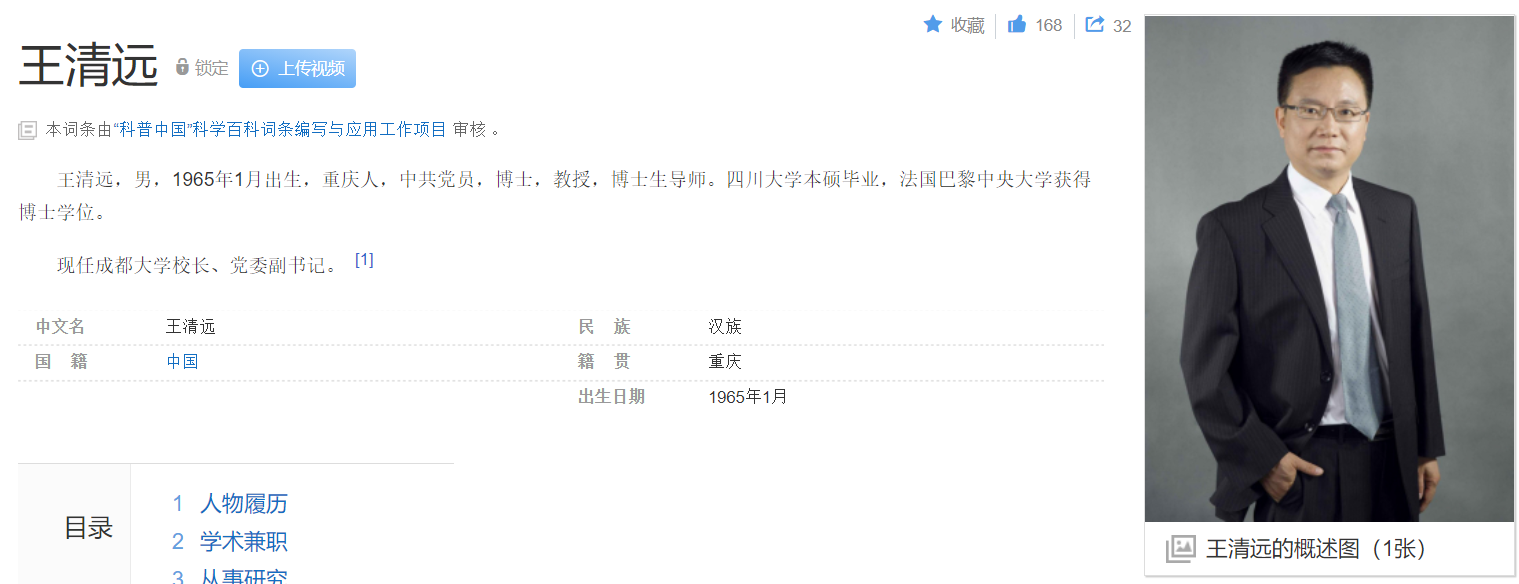 收藏 168 32
王清远 锁定 上传视频
本词条由“科普中国”科学百科词条编写与应用工作项目 审核 。
王清远，男，1965年1月出生，重庆人，中共党员，博士，教授，博士生导师。四川大学本硕毕业，法国巴黎中央大学获得
博士学位。
现任成都大学校长、党委副书记。 [1]
中文名 王清远 民 族 汉族
国 籍 中国 籍 贯 重庆
出生日期 1965年1月
目录
1 人物履历
2 学术兼职
3 从事研究
王清远的概述图（1张）